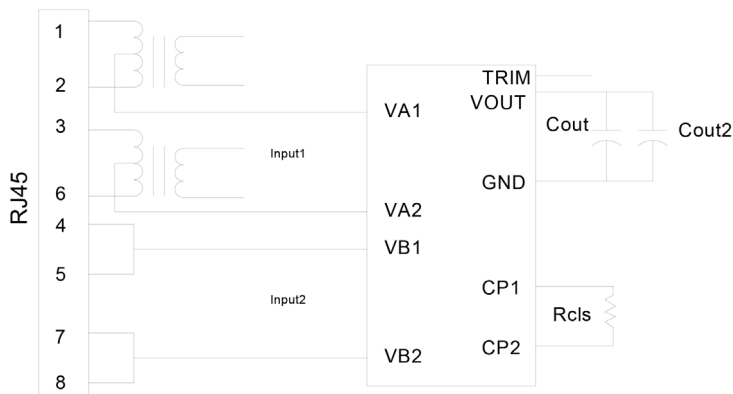 RJ45
1
2
3
6
4
5
7
8
Input1
Input2
VA1
VA2
VB1
VB2
TRIM
VOUT
GND
CP1
CP2
Cout
Cout2
Rcls